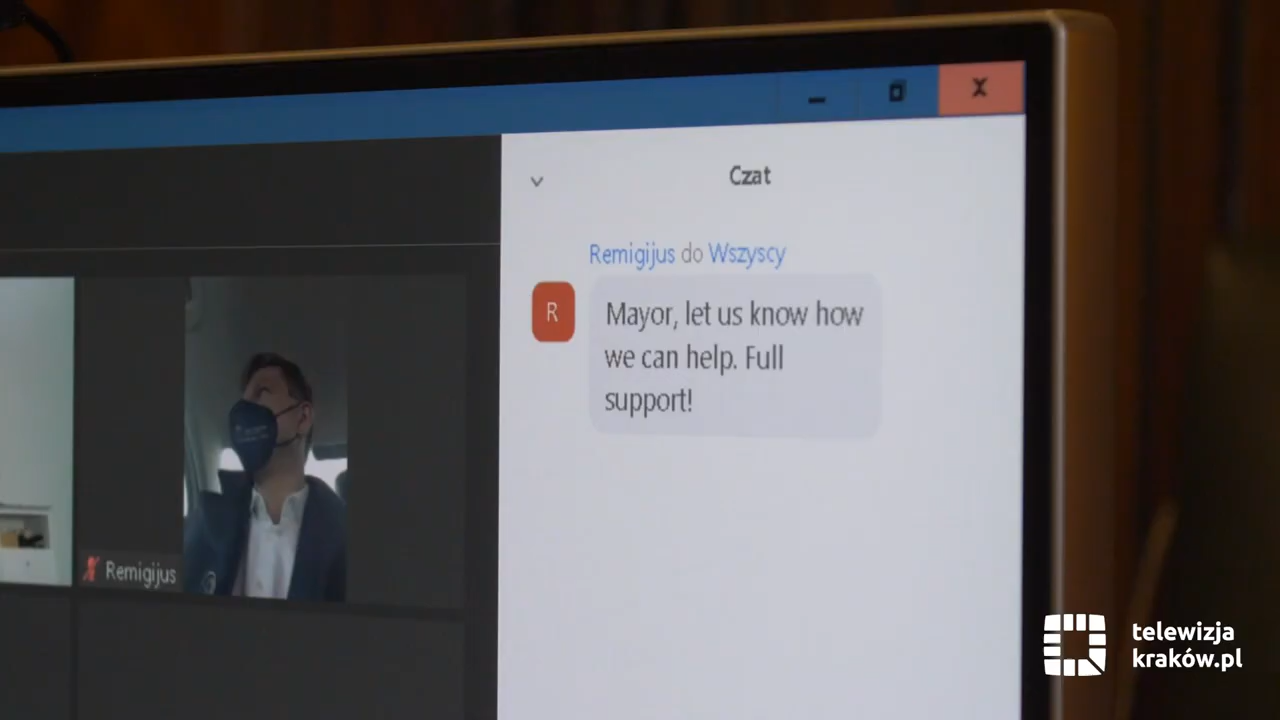 Czat
Remigijus do Wszyscy
R
Mayor, let us know how
we can help. Full
support!
Remigijus
telewizja
kraków.pl